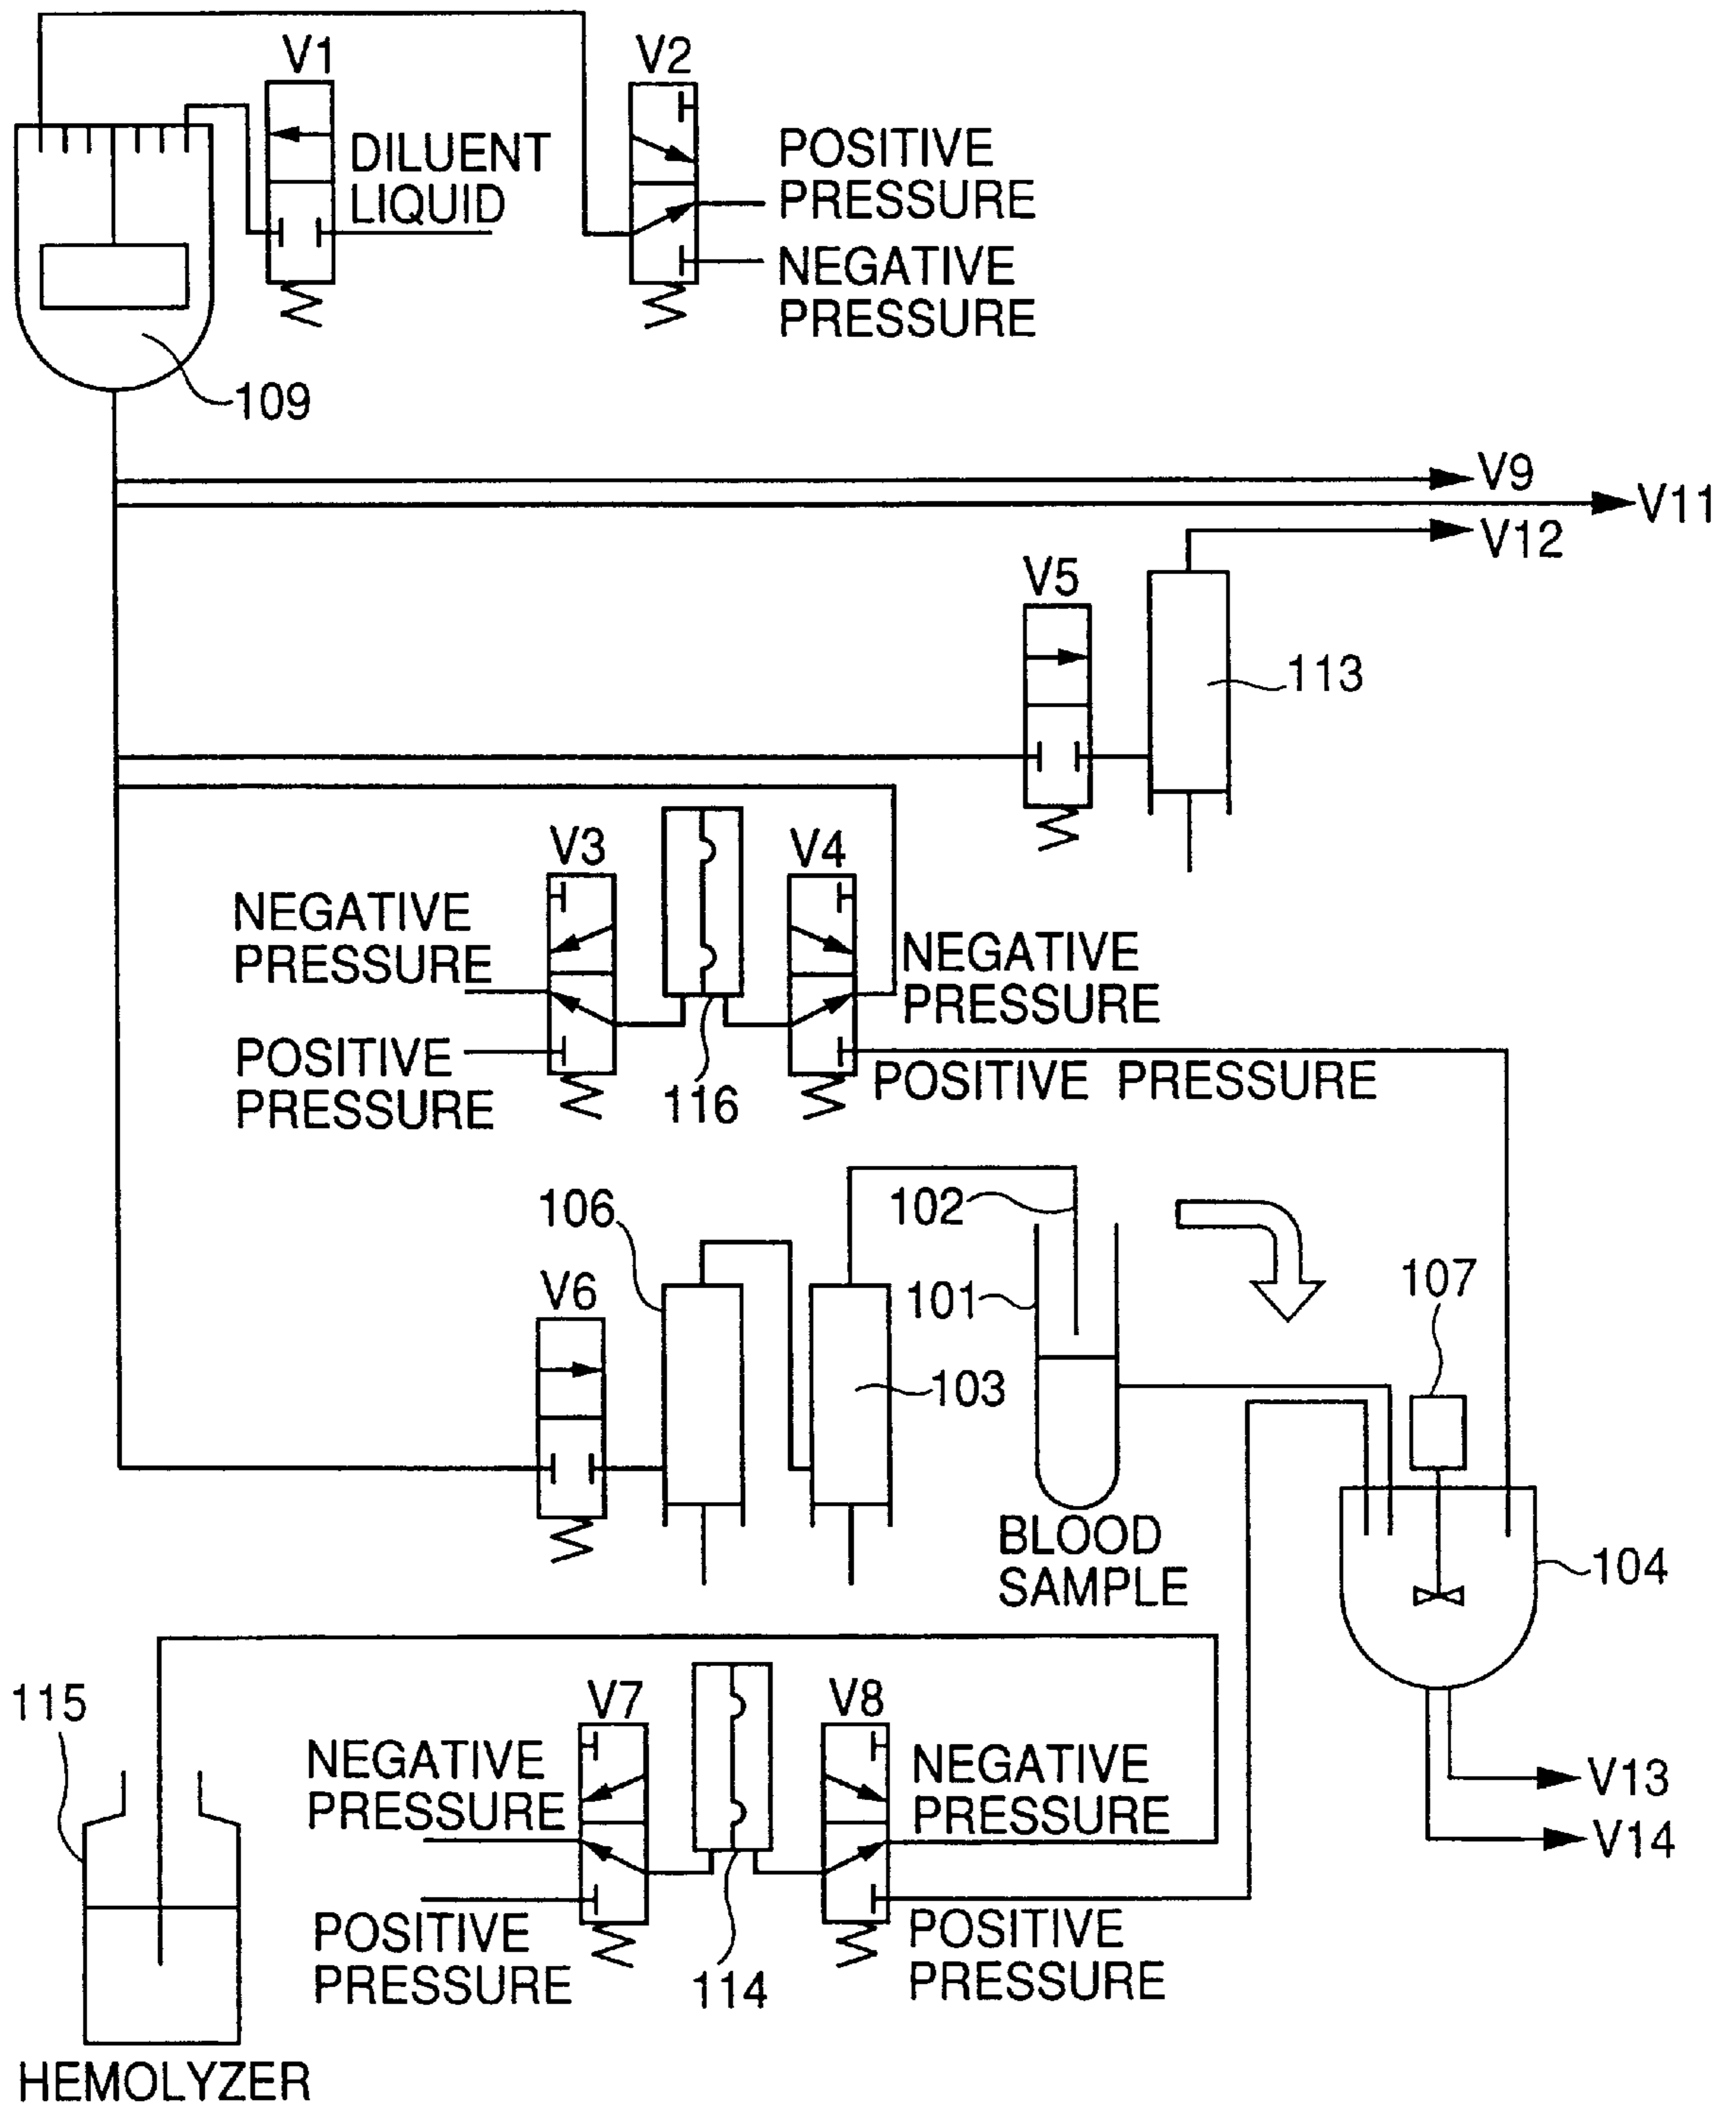 V1
V2
DILUENT
LIQUID
POSITIVE
PRESSURE
NEGATIVE
PRESSURE
109
V9
V11
V12
V5
113
V3
V4
NEGATIVE
PRESSURE
NEGATIVE
PRESSURE
POSITIVE
PRESSURE
116
POSITIVE PRESSURE
106
102
V6
101
107
103
BLOOD
SAMPLE
104
115
V7
V8
NEGATIVE
PRESSURE
NEGATIVE
PRESSURE
V13
V14
POSITIVE
PRESSURE
114
POSITIVE
PRESSURE
HEMOLYZER